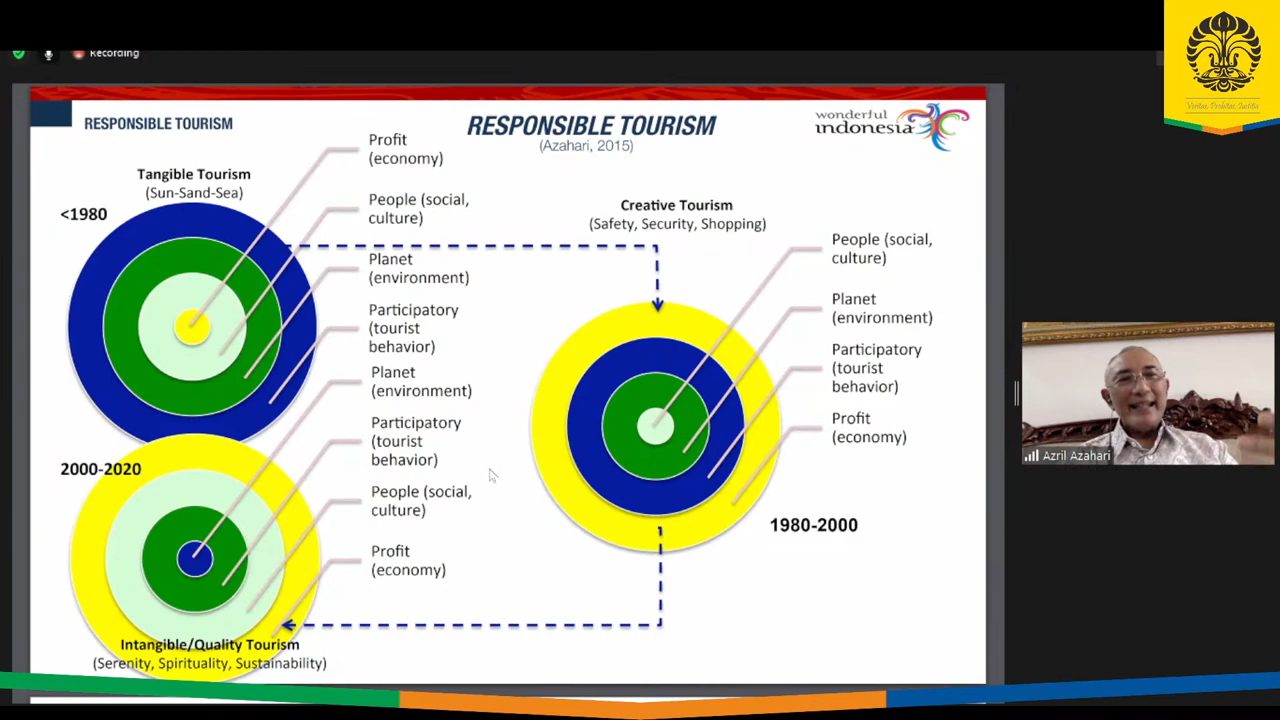 Recording
Veritas, Probitas, Iustitia
RESPONSIBLE TOURISM
RESPONSIBLE TOURISM
(Azahari, 2015)
wonderful
indonesia
Tangible Tourism
(Sun-Sand-Sea)
<1980
Profit
(economy)
People (social,
culture)
Planet
(environment)
Participatory
(tourist
behavior)
Creative Tourism
(Safety, Security, Shopping)
People (social,
culture)
Planet
(environment)
Participatory
(tourist
behavior)
Profit
(economy)
1980-2000
2000-2020
Planet
(environment)
Participatory
(tourist
behavior)
People (social,
culture)
Profit
(economy)
Intangible/Quality Tourism
(Serenity, Spirituality, Sustainability)
Azril Azahari